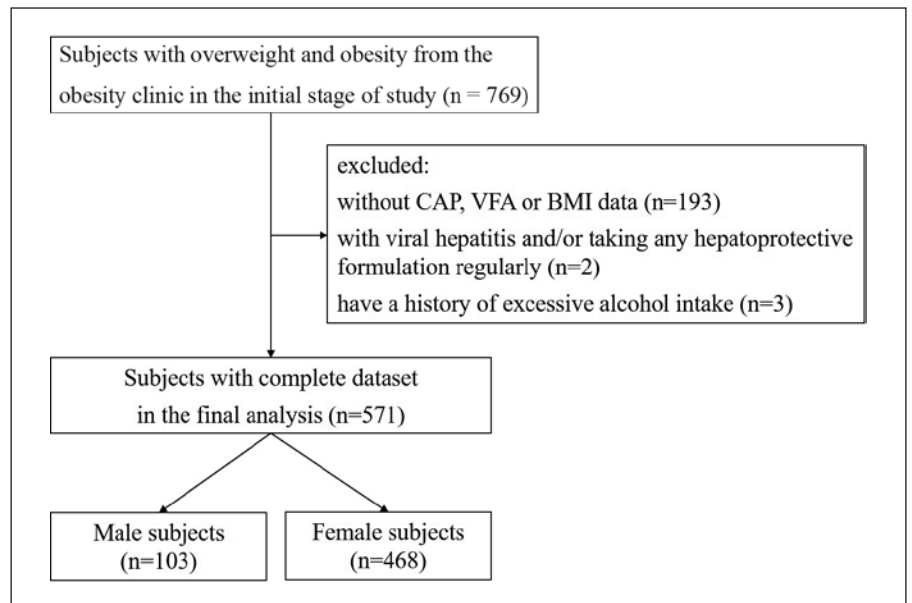 Subjects with overweight and obesity from the
obesity clinic in the initial stage of study (n = 769)
excluded:
without CAP, VFA or BMI data (n=193)
with viral hepatitis and/or taking any hepatoprotective
formulation regularly (n=2)
have a history of excessive alcohol intake (n=3)
Subjects with complete dataset
in the final analysis (n=571)
Male subjects
(n=103)
Female subjects
(n=468)